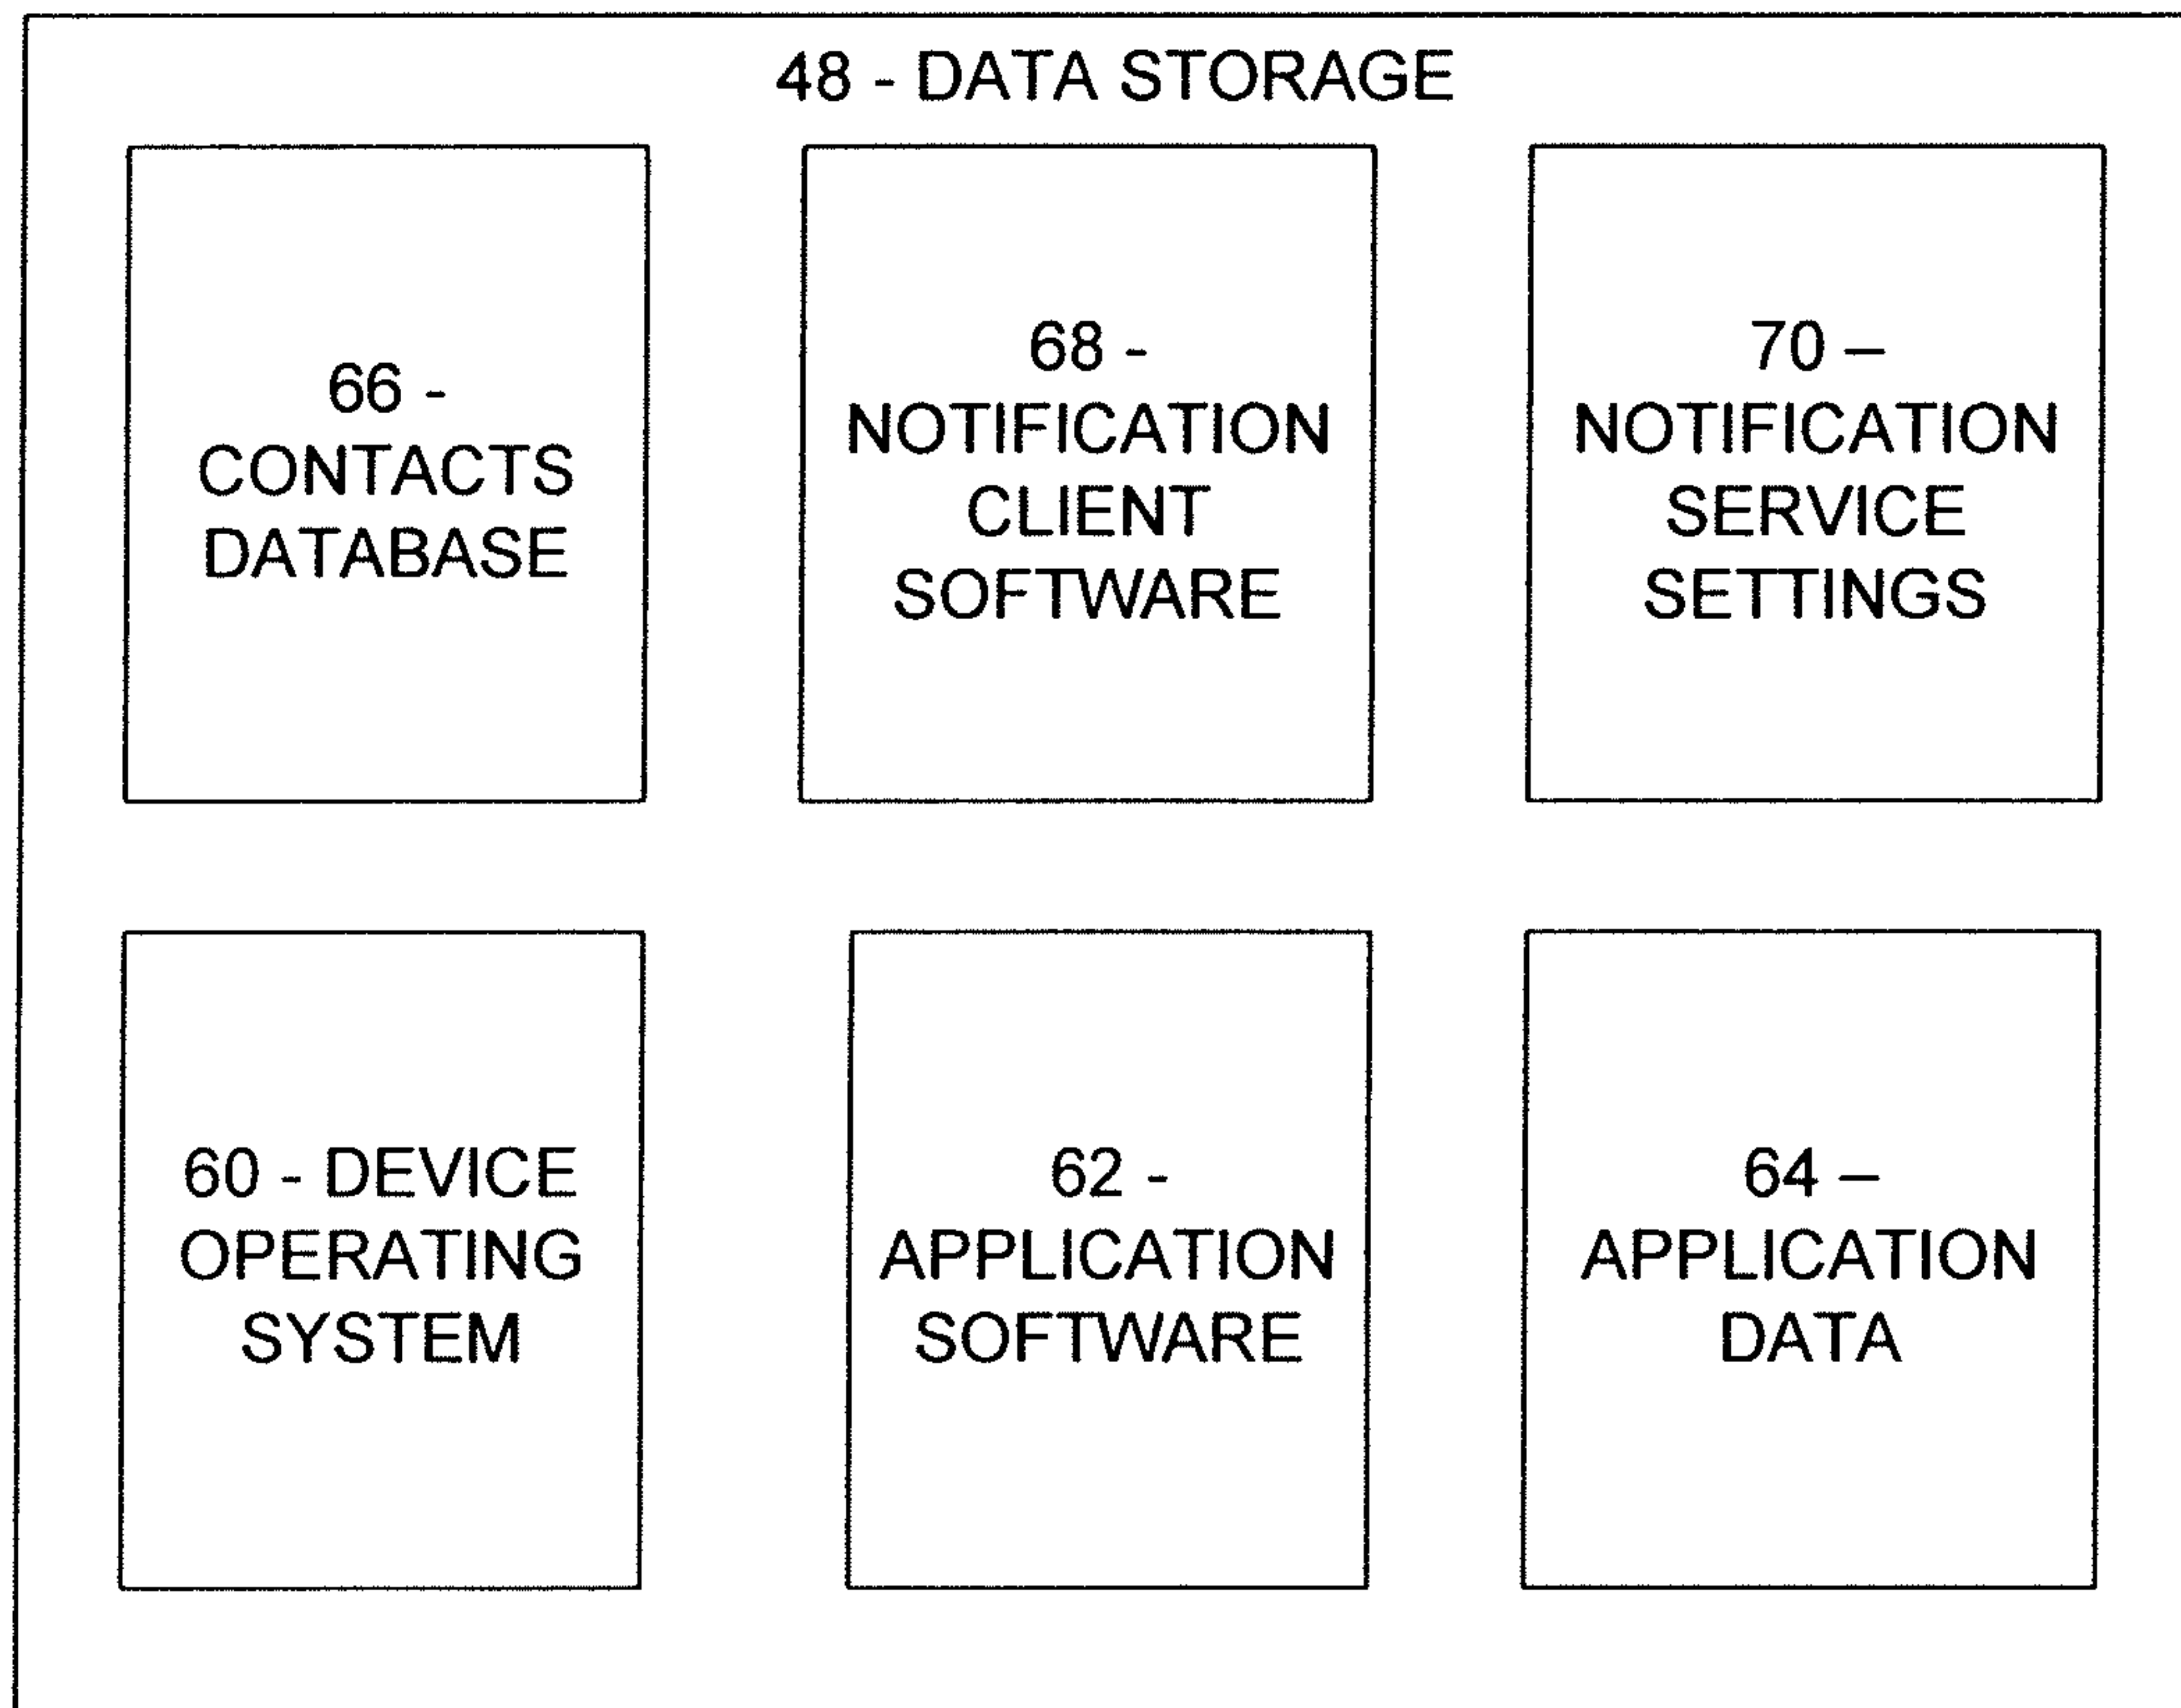 48 - DATA STORAGE
66 -
CONTACTS
DATABASE
68 -
NOTIFICATION
CLIENT
SOFTWARE
70 –
NOTIFICATION
SERVICE
SETTINGS
60 - DEVICE
OPERATING
SYSTEM
62 -
APPLICATION
SOFTWARE
64 –
APPLICATION
DATA